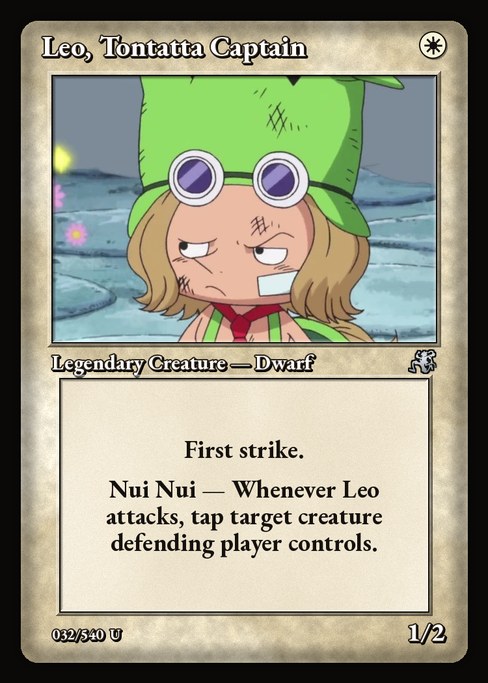 Leo, Tontatta Captain
Legendary Creature — Dwarf
First strike.
Nui Nui — Whenever Leo
attacks, tap target creature
defending player controls.
032/540 U
1/2